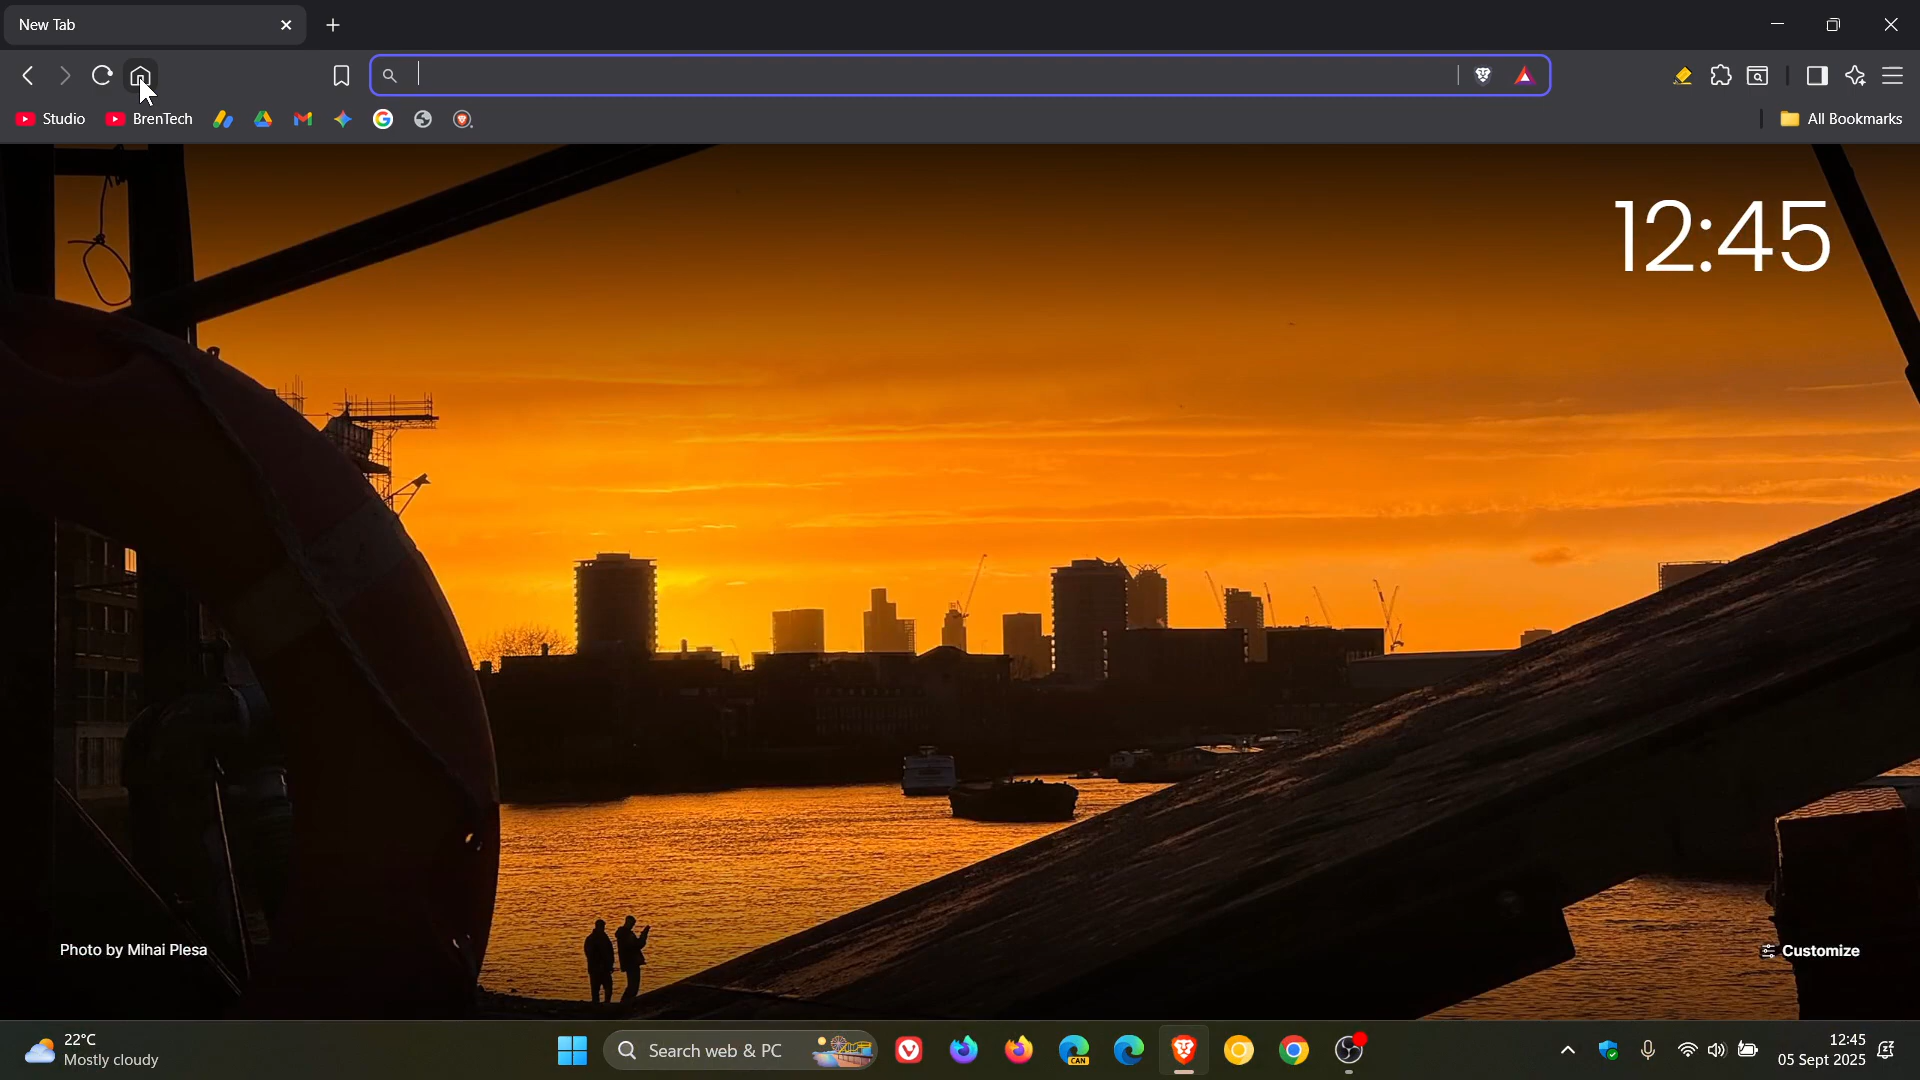 New Tab
Studio
BrenTech
All Bookmarks
12:45
Photo by Mihai Plesa
Customize
22°C
Mostly cloudy
Search web & PC
CAN
12:45
05 Sept 2025